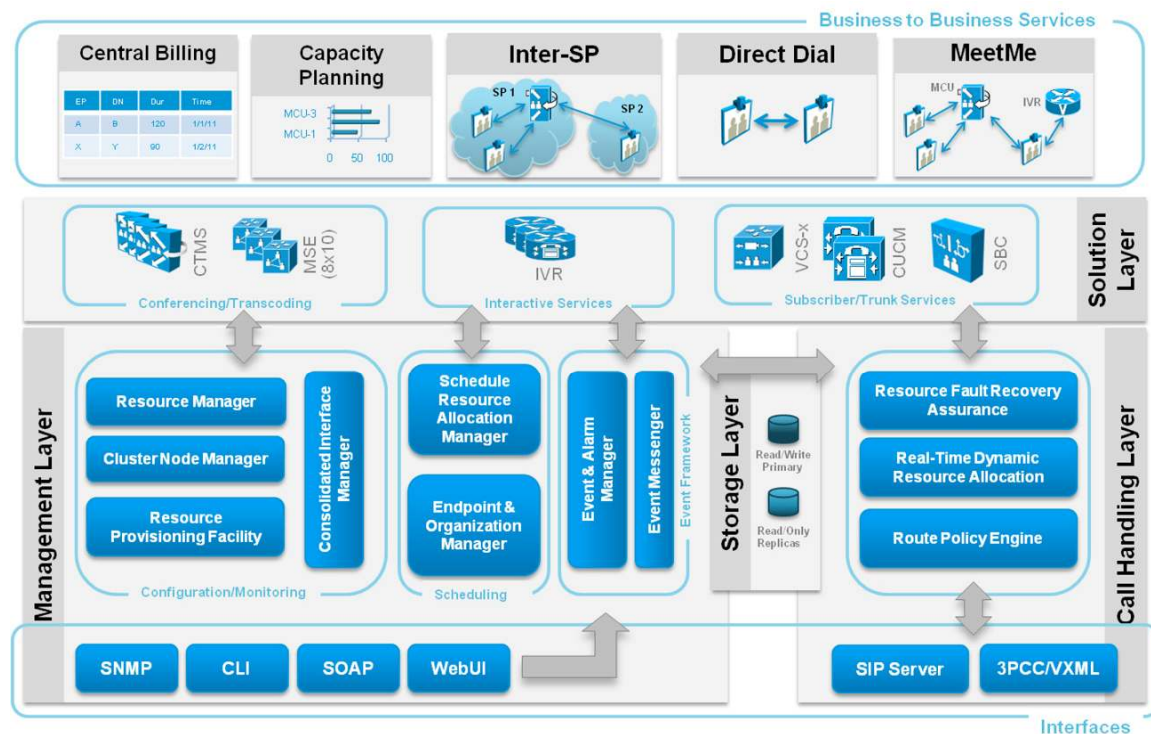 Business to Business Services
Central Billing
EP DN Dur Time
A B 120 1/1/11
X Y 90 1/2/11
Capacity
Planning
MCU-3
MCU-1
0 50 100
Inter-SP
SP 1
SP 2
Direct Dial
MeetMe
MCU
IVR
CTMS
MSE
(8x10)
Conferencing/Transcoding
IVR
Interactive Services
VCS-x
CUCM
SBC
Subscriber/Trunk Services
Solution
Layer
Management Layer
Resource Manager
Cluster Node Manager
Resource
Provisioning Facility
Consolidated Interface
Manager
Configuration/Monitoring
Schedule
Resource
Allocation
Manager
Endpoint &
Organization
Manager
Scheduling
Event & Alarm
Manager
Event Messenger
Event Framework
Storage Layer
Read/Write
Primary
Read/Only
Replicas
Resource Fault Recovery
Assurance
Real-Time Dynamic
Resource Allocation
Route Policy Engine
Call Handling Layer
SNMP
CLI
SOAP
WebUI
SIP Server
3PCC/VXML
Interfaces